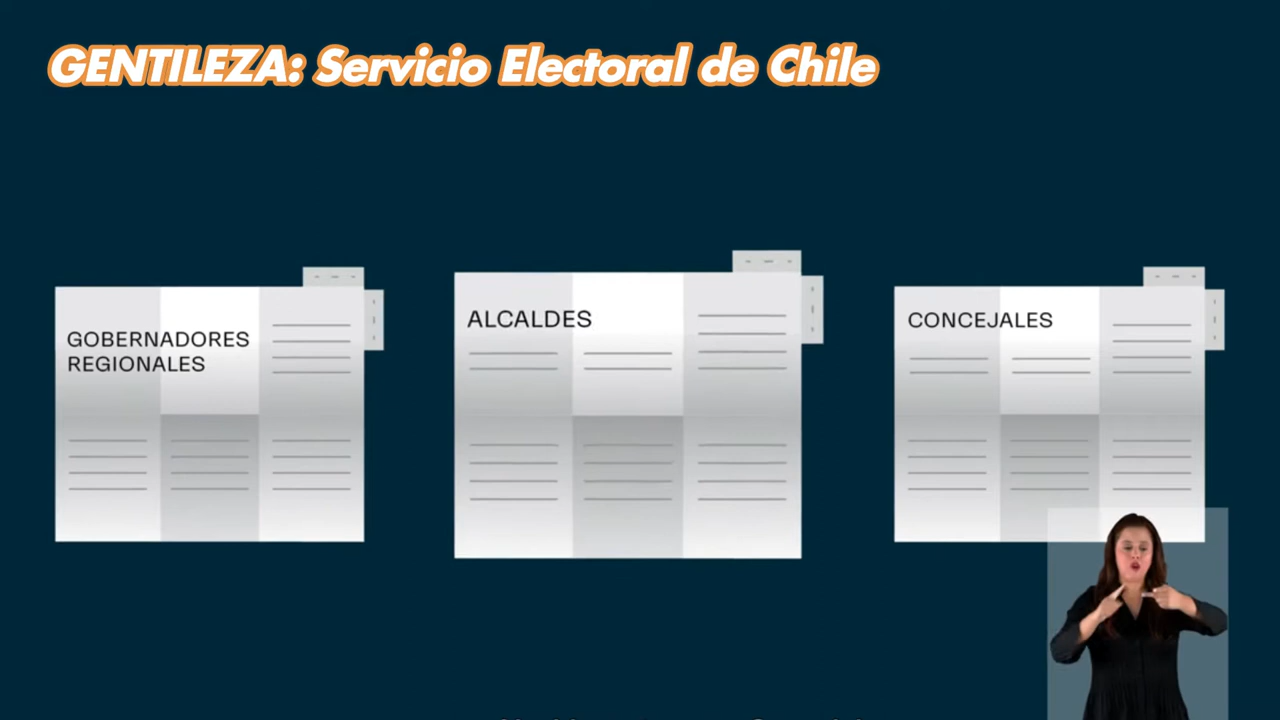 GENTILEZA: Servicio Electoral de Chile
GOBERNADORES
REGIONALES
ALCALDES
CONCEJALES